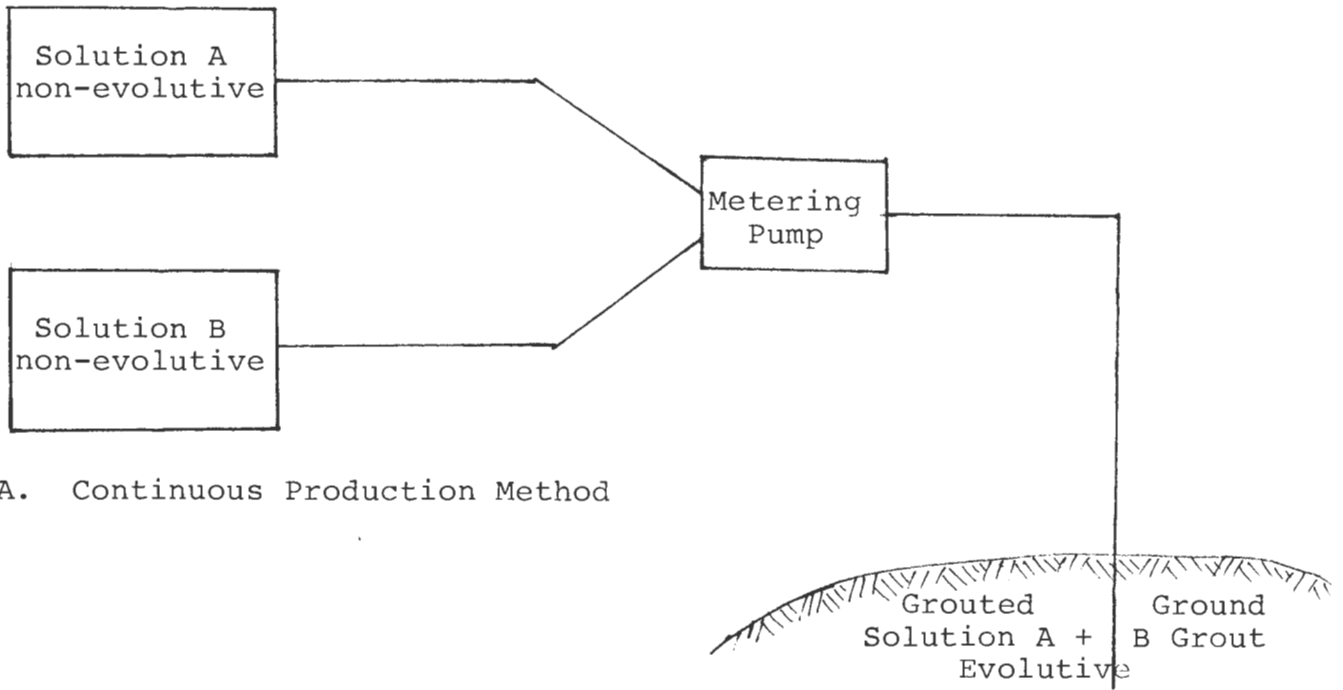 Solution A
non-evolutive
Metering
Pump
Solution B
non-evolutive
A. Continuous Production Method
Grouted Ground
Solution A + B Grout
Evolutive